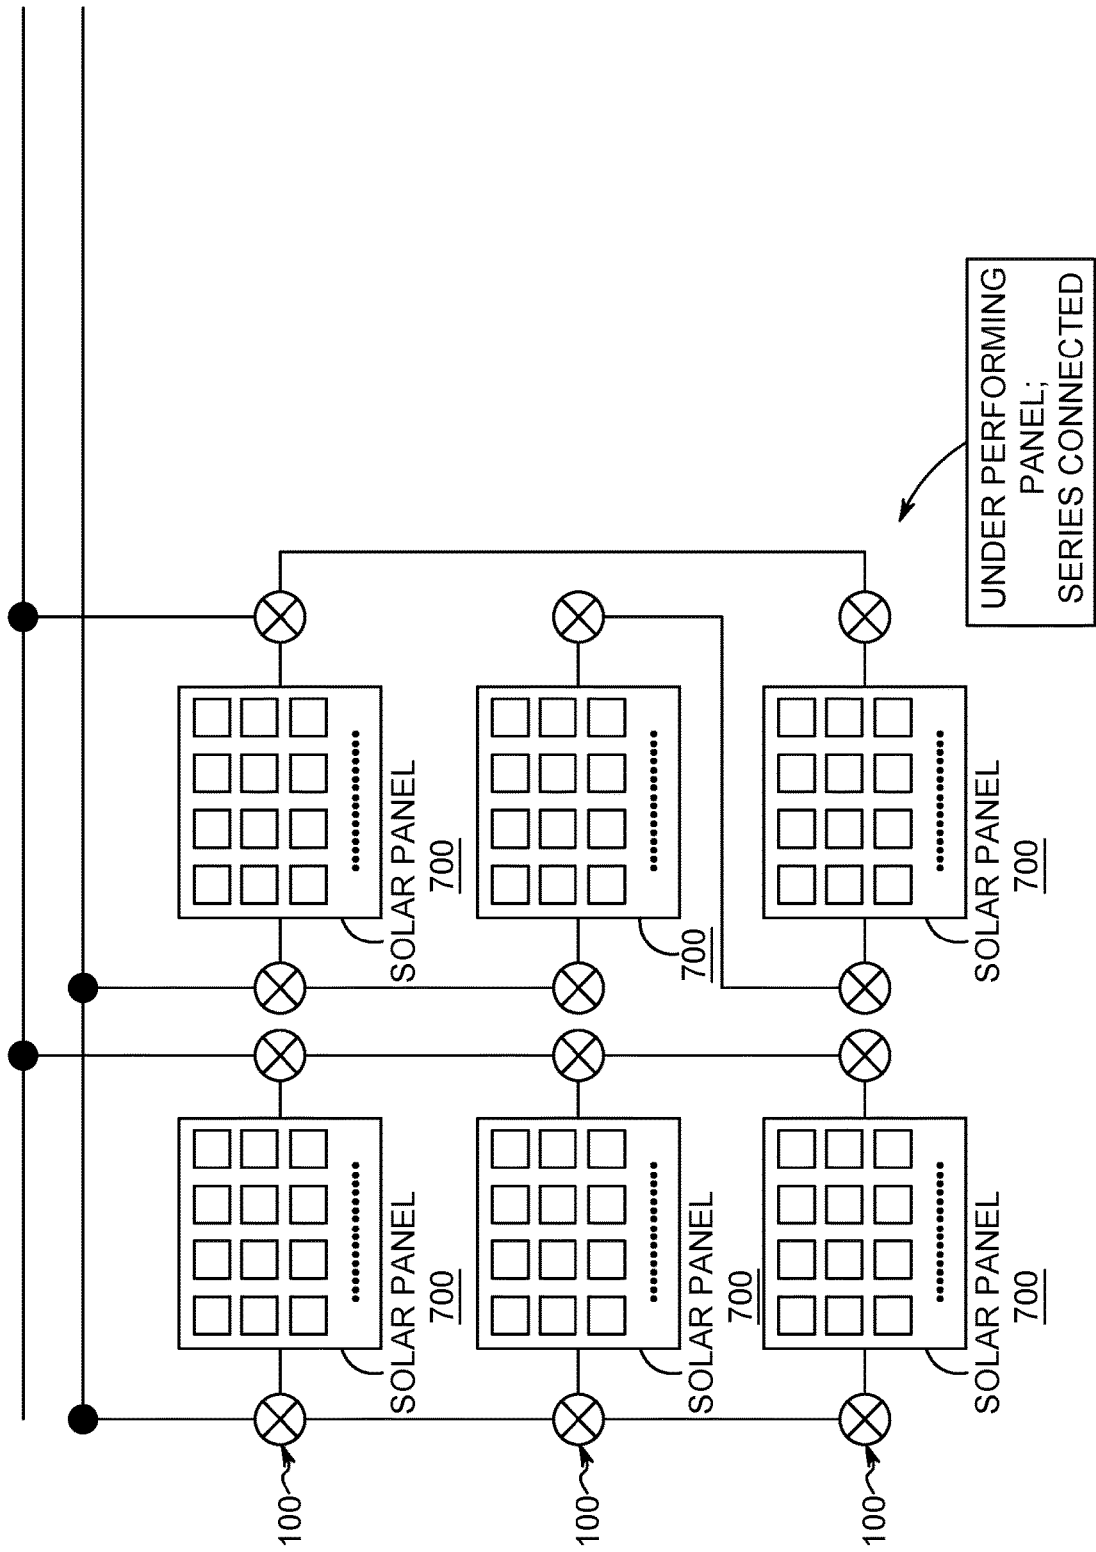 100
SOLAR PANEL
700
SOLAR PANEL
700
100
SOLAR PANEL
700
700
100
SOLAR PANEL
700
SOLAR PANEL
700
UNDER PERFORMING
PANEL;
SERIES CONNECTED